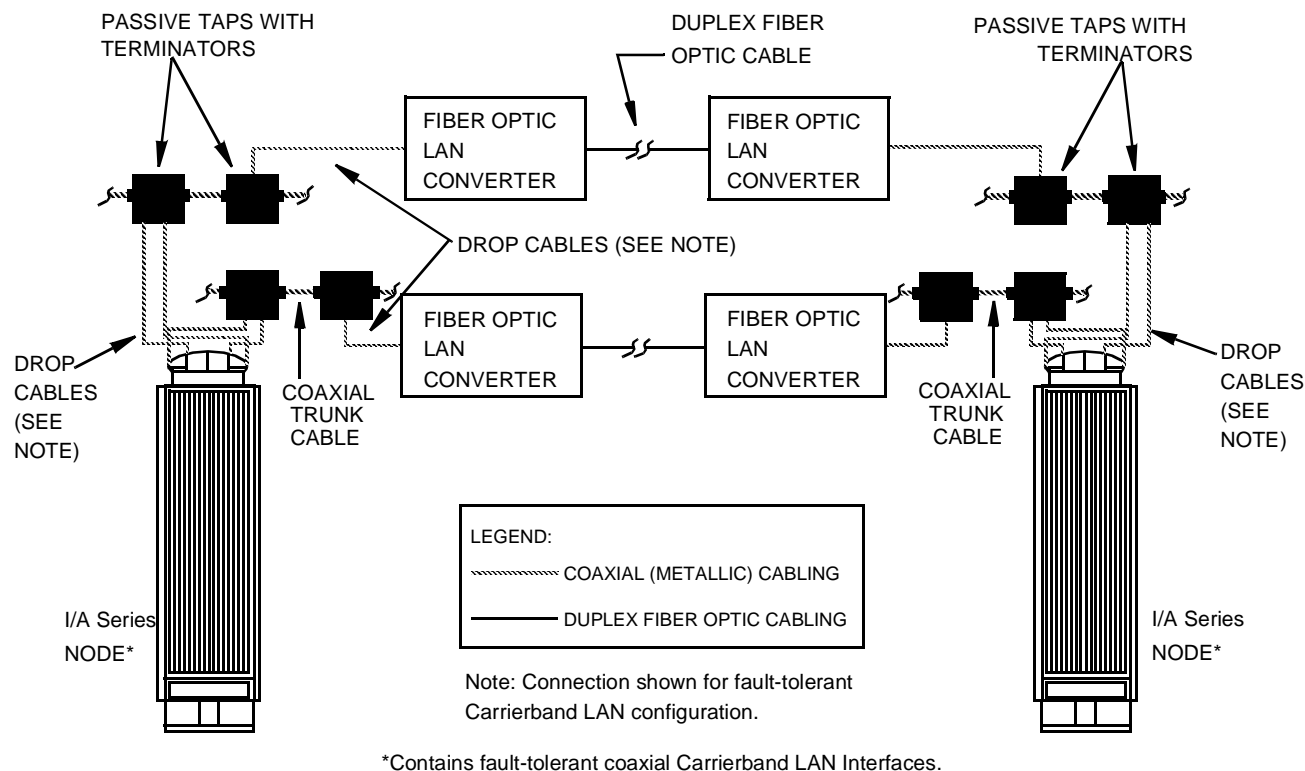 PASSIVE TAPS WITH
TERMINATORS
DUPLEX FIBER
OPTIC CABLE
PASSIVE TAPS WITH
TERMINATORS
FIBER OPTIC
LAN
CONVERTER
FIBER OPTIC
LAN
CONVERTER
DROP CABLES (SEE NOTE)
FIBER OPTIC
LAN
CONVERTER
FIBER OPTIC
LAN
CONVERTER
DROP
CABLES
(SEE
NOTE)
COAXIAL
TRUNK
CABLE
COAXIAL
TRUNK
CABLE
DROP
CABLES
(SEE
NOTE)
LEGEND:
COAXIAL (METALLIC) CABLING
DUPLEX FIBER OPTIC CABLING
I/A Series
NODE*
I/A Series
NODE*
Note: Connection shown for fault-tolerant
Carrierband LAN configuration.
*Contains fault-tolerant coaxial Carrierband LAN Interfaces.